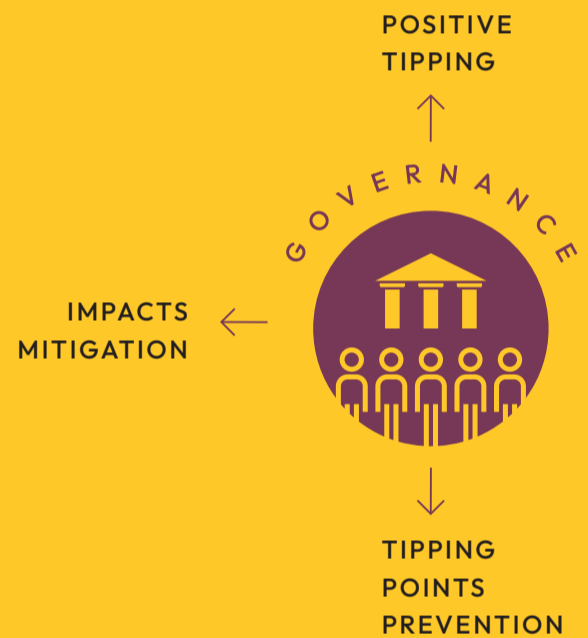 POSITIVE
TIPPING
GOVERNANCE
IMPACTS
MITIGATION
TIPPING
POINTS
PREVENTION